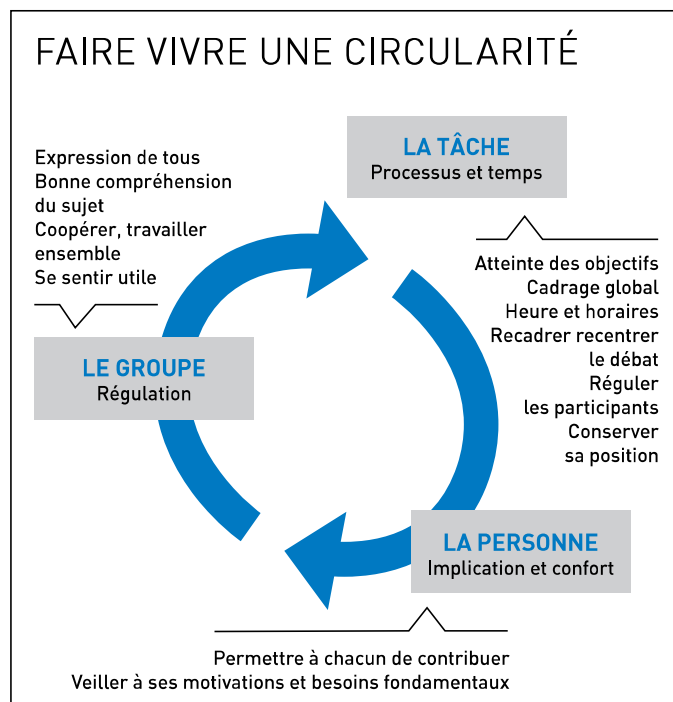 FAIRE VIVRE UNE CIRCULARITÉ
LA TÂCHE
Processus et temps
Expression de tous
Bonne compréhension
du sujet
Coopérer, travailler
ensemble
Se sentir utile
Atteinte des objectifs
Cadrage global
Heure et horaires
Recadrer recentrer
le débat
Réguler
les participants
Conserver
sa position
LE GROUPE
Régulation
LA PERSONNE
Implication et confort
Permettre à chacun de contribuer
Veiller à ses motivations et besoins fondamentaux